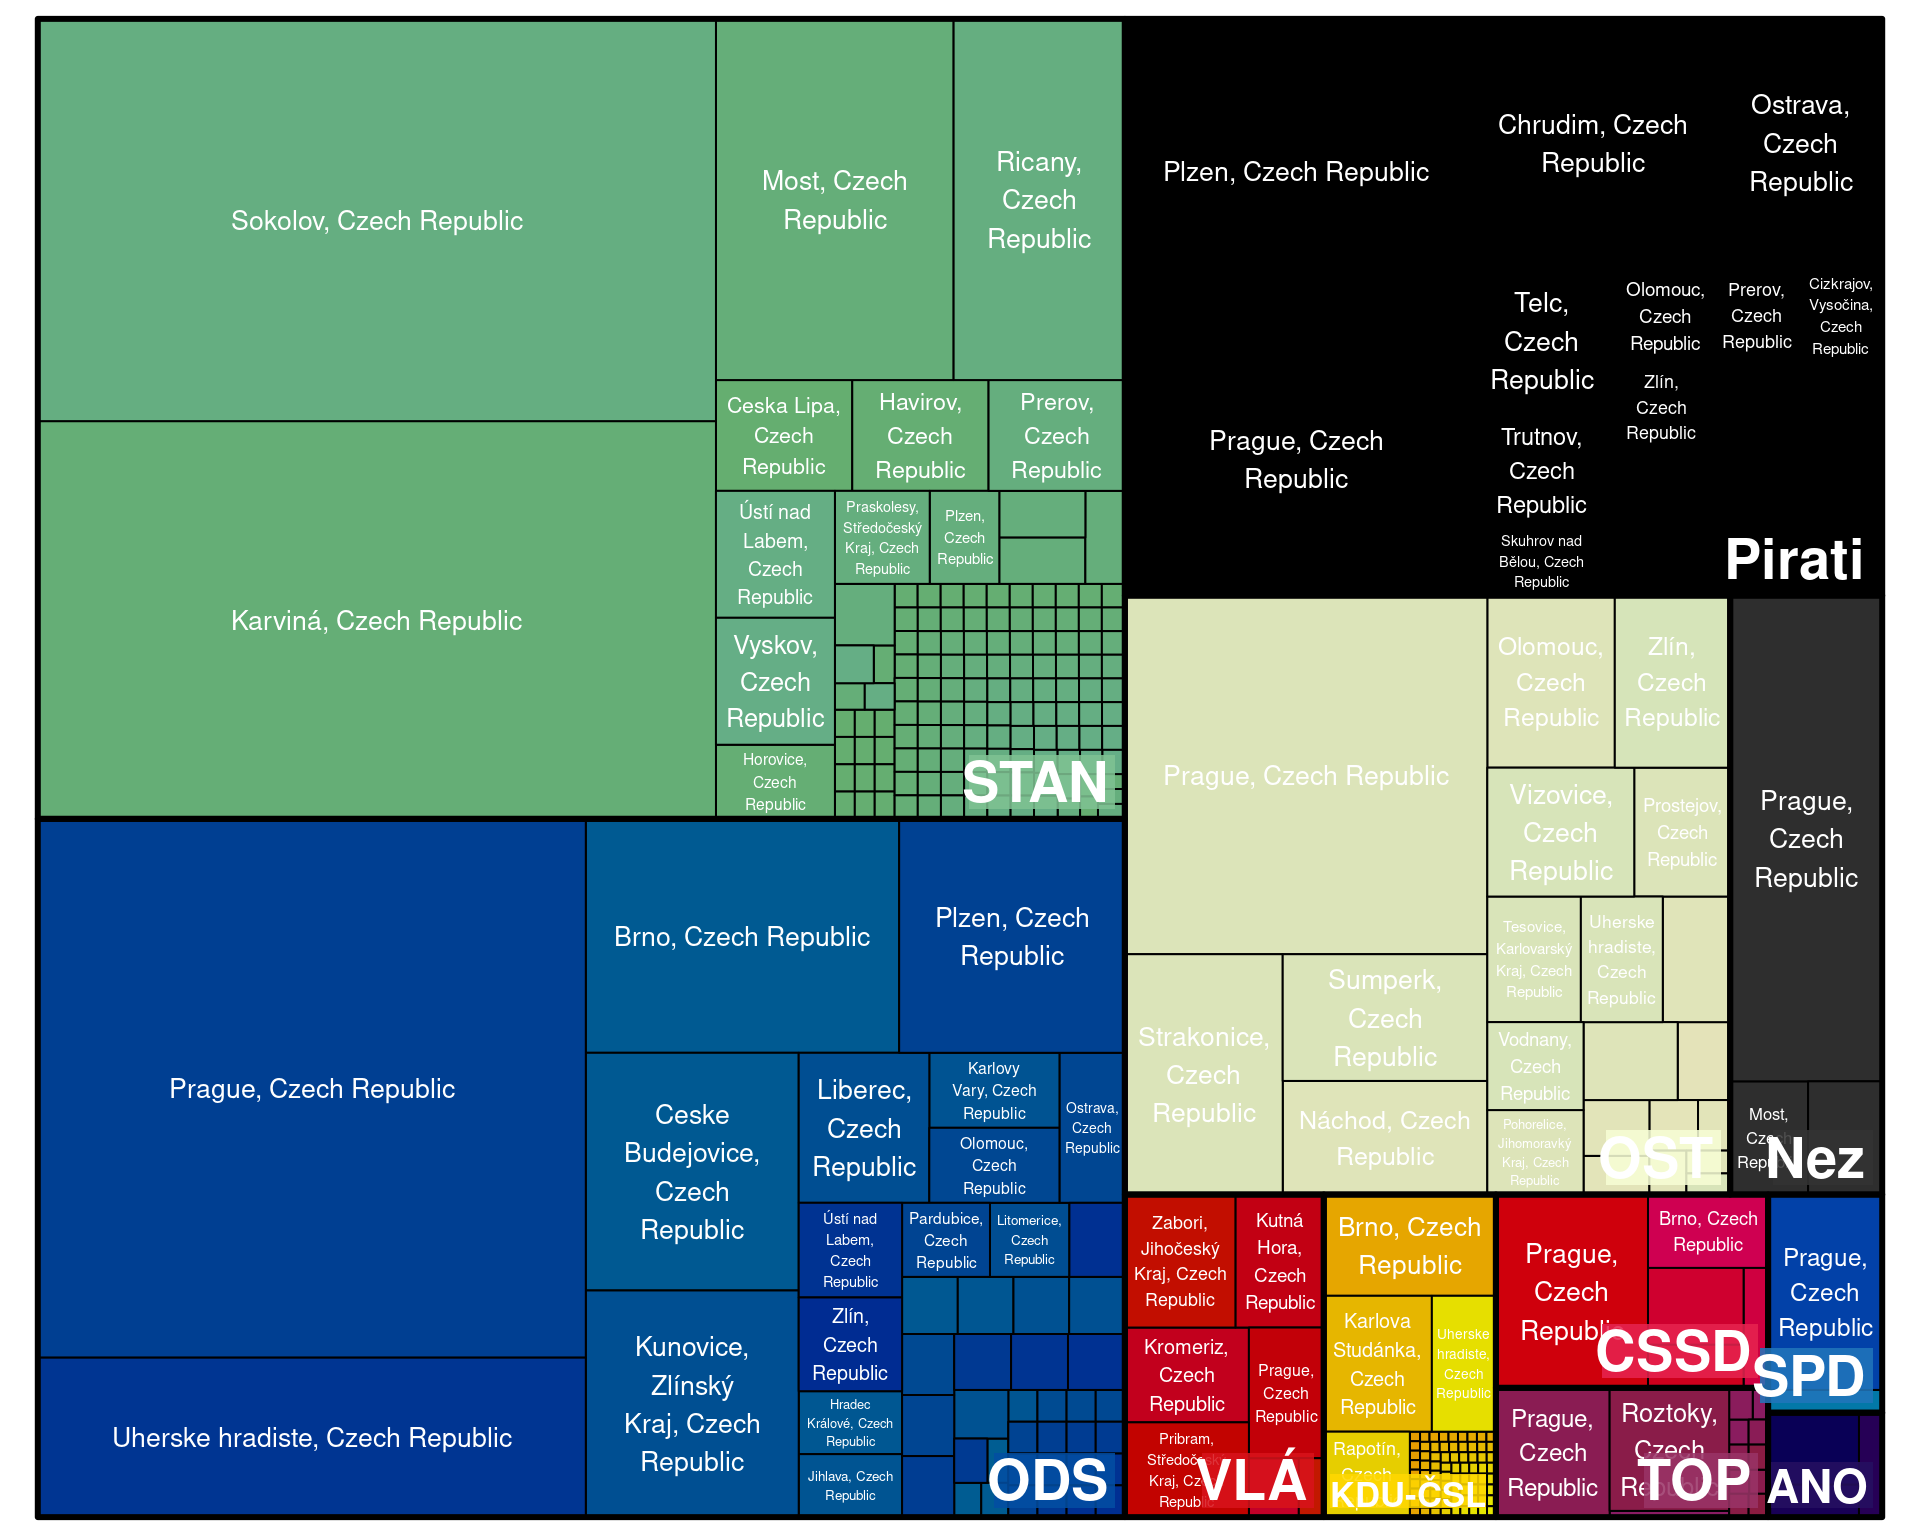 Sokolov, Czech Republic
Karviná, Czech Republic
Most, Czech
Republic
Ricany,
Czech
Republic
Ceska Lipa,
Czech
Republic
Havirov,
Czech
Republic
Prerov,
Czech
Republic
Ústí nad
Labem,
Czech
Republic
Praskolesy,
Středočeský
Kraj, Czech
Republic
Plzen,
Czech
Republic
Vyskov,
Czech
Republic
Horovice,
Czech
Republic
STAN
Plzen, Czech Republic
Chrudim, Czech
Republic
Ostrava,
Czech
Republic
Prague, Czech
Republic
Telc,
Czech
Republic
Olomouc,
Czech
Republic
Prerov,
Czech
Republic
Cizkrajov,
Vysočina,
Czech
Republic
Zlín,
Czech
Republic
Trutnov,
Czech
Republic
Skuhrov nad
Bělou, Czech
Republic
Pirati
Prague, Czech Republic
Uherske hradiste, Czech Republic
Brno, Czech Republic
Plzen, Czech
Republic
Ceske
Budejovice,
Czech
Republic
Kunovice,
Zlínský
Kraj, Czech
Republic
Liberec,
Czech
Republic
Karlovy
Vary, Czech
Republic
Olomouc,
Czech
Republic
Ostrava,
Czech
Republic
Ústí nad
Labem,
Czech
Republic
Pardubice,
Czech
Republic
Litomerice,
Czech
Republic
Zlín,
Czech
Republic
Hradec
Králové, Czech
Republic
Jihlava, Czech
Republic
ODS
Prague, Czech Republic
Olomouc,
Czech
Republic
Zlín,
Czech
Republic
Vizovice,
Czech
Republic
Prostejov,
Czech
Republic
Strakonice,
Czech
Republic
Sumperk,
Czech
Republic
Náchod, Czech
Republic
Tesovice,
Karlovarský
Kraj, Czech
Republic
Uherske
hradiste,
Czech
Republic
Vodnany,
Czech
Republic
Pohorelice,
Jihomoravký
Kraj, Czech
Republic
OST
Prague,
Czech
Republic
Most,
Czech
Republic
Nez
Zabori,
Jihočeský
Kraj, Czech
Republic
Kutná
Hora,
Czech
Republic
Kromeriz,
Czech
Republic
Prague,
Czech
Republic
Pribram,
Středočeský
Kraj, Czech
Republic
VLÁ
Brno, Czech
Republic
Karlova
Studánka,
Czech
Republic
Uherske
hradiste,
Czech
Republic
Rapotín,
Czech
KDU-ČSL
Prague,
Czech
Republic
Brno, Czech
Republic
CSSD
Prague,
Czech
Republic
SPD
Prague,
Czech
Republic
Roztoky,
Czech
Republic
TOP
ANO